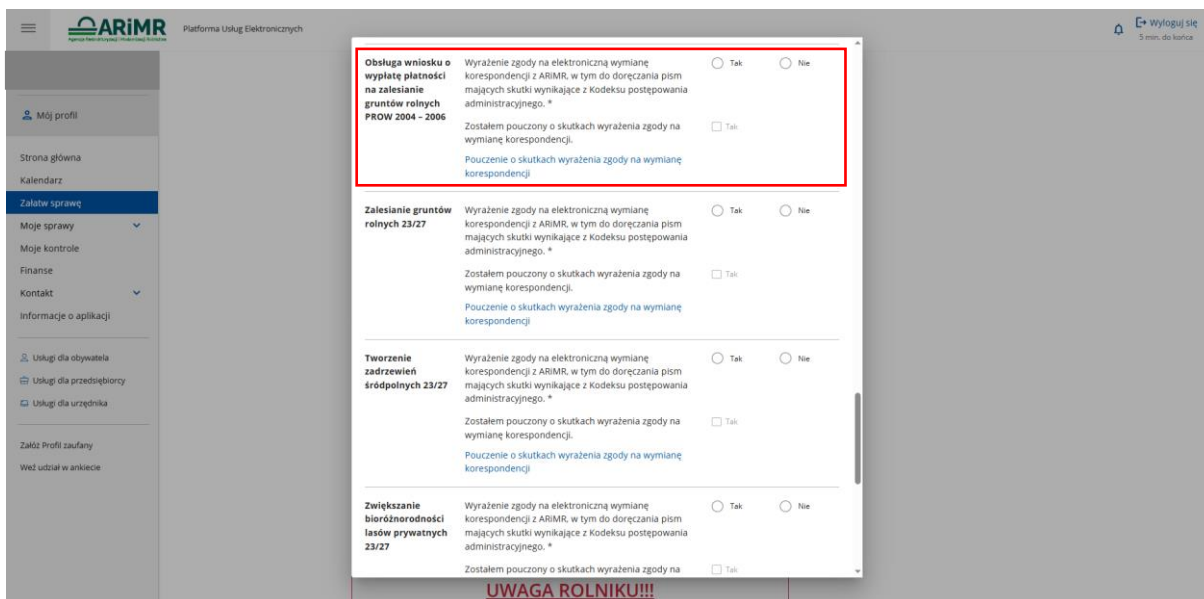 ARiMR
Agencja Restrukturyzacji i Modernizacji Rolnictwa
Platforma Usług Elektronicznych
Wyloguj się
5 min. do końca
Mój profil
Strona główna
Kalendarz
Załatw sprawę
Moje sprawy
Moje kontrole
Finanse
Kontakt
Informacje o aplikacji
Usługi dla obywatela
Usługi dla przedsiębiorcy
Usługi dla urzędnika
Załóż Profil zaufany
Weź udział w ankiecie
Obsługa wniosku o
wypłatę płatności
na zalesianie
gruntów rolnych
PROW 2004 – 2006
Wyrażenie zgody na elektroniczną wymianę
korespondencji z ARiMR, w tym do doręczania pism
mających skutki wynikające z Kodeksu postępowania
administracyjnego. *
Tak
Nie
Zostałem pouczony o skutkach wyrażenia zgody na
wymianę korespondencji.
Tak
Pouczenie o skutkach wyrażenia zgody na wymianę
korespondencji
Zalesianie gruntów
rolnych 23/27
Wyrażenie zgody na elektroniczną wymianę
korespondencji z ARiMR, w tym do doręczania pism
mających skutki wynikające z Kodeksu postępowania
administracyjnego. *
Tak
Nie
Zostałem pouczony o skutkach wyrażenia zgody na
wymianę korespondencji.
Tak
Pouczenie o skutkach wyrażenia zgody na wymianę
korespondencji
Tworzenie
zadrzewień
śródpolnych 23/27
Wyrażenie zgody na elektroniczną wymianę
korespondencji z ARiMR, w tym do doręczania pism
mających skutki wynikające z Kodeksu postępowania
administracyjnego. *
Tak
Nie
Zostałem pouczony o skutkach wyrażenia zgody na
wymianę korespondencji.
Tak
Pouczenie o skutkach wyrażenia zgody na wymianę
korespondencji
Zwiększanie
bioróżnorodności
lasów prywatnych
23/27
Wyrażenie zgody na elektroniczną wymianę
korespondencji z ARiMR, w tym do doręczania pism
mających skutki wynikające z Kodeksu postępowania
administracyjnego. *
Tak
Nie
Zostałem pouczony o skutkach wyrażenia zgody na
Tak
UWAGA ROLNIKU!!!